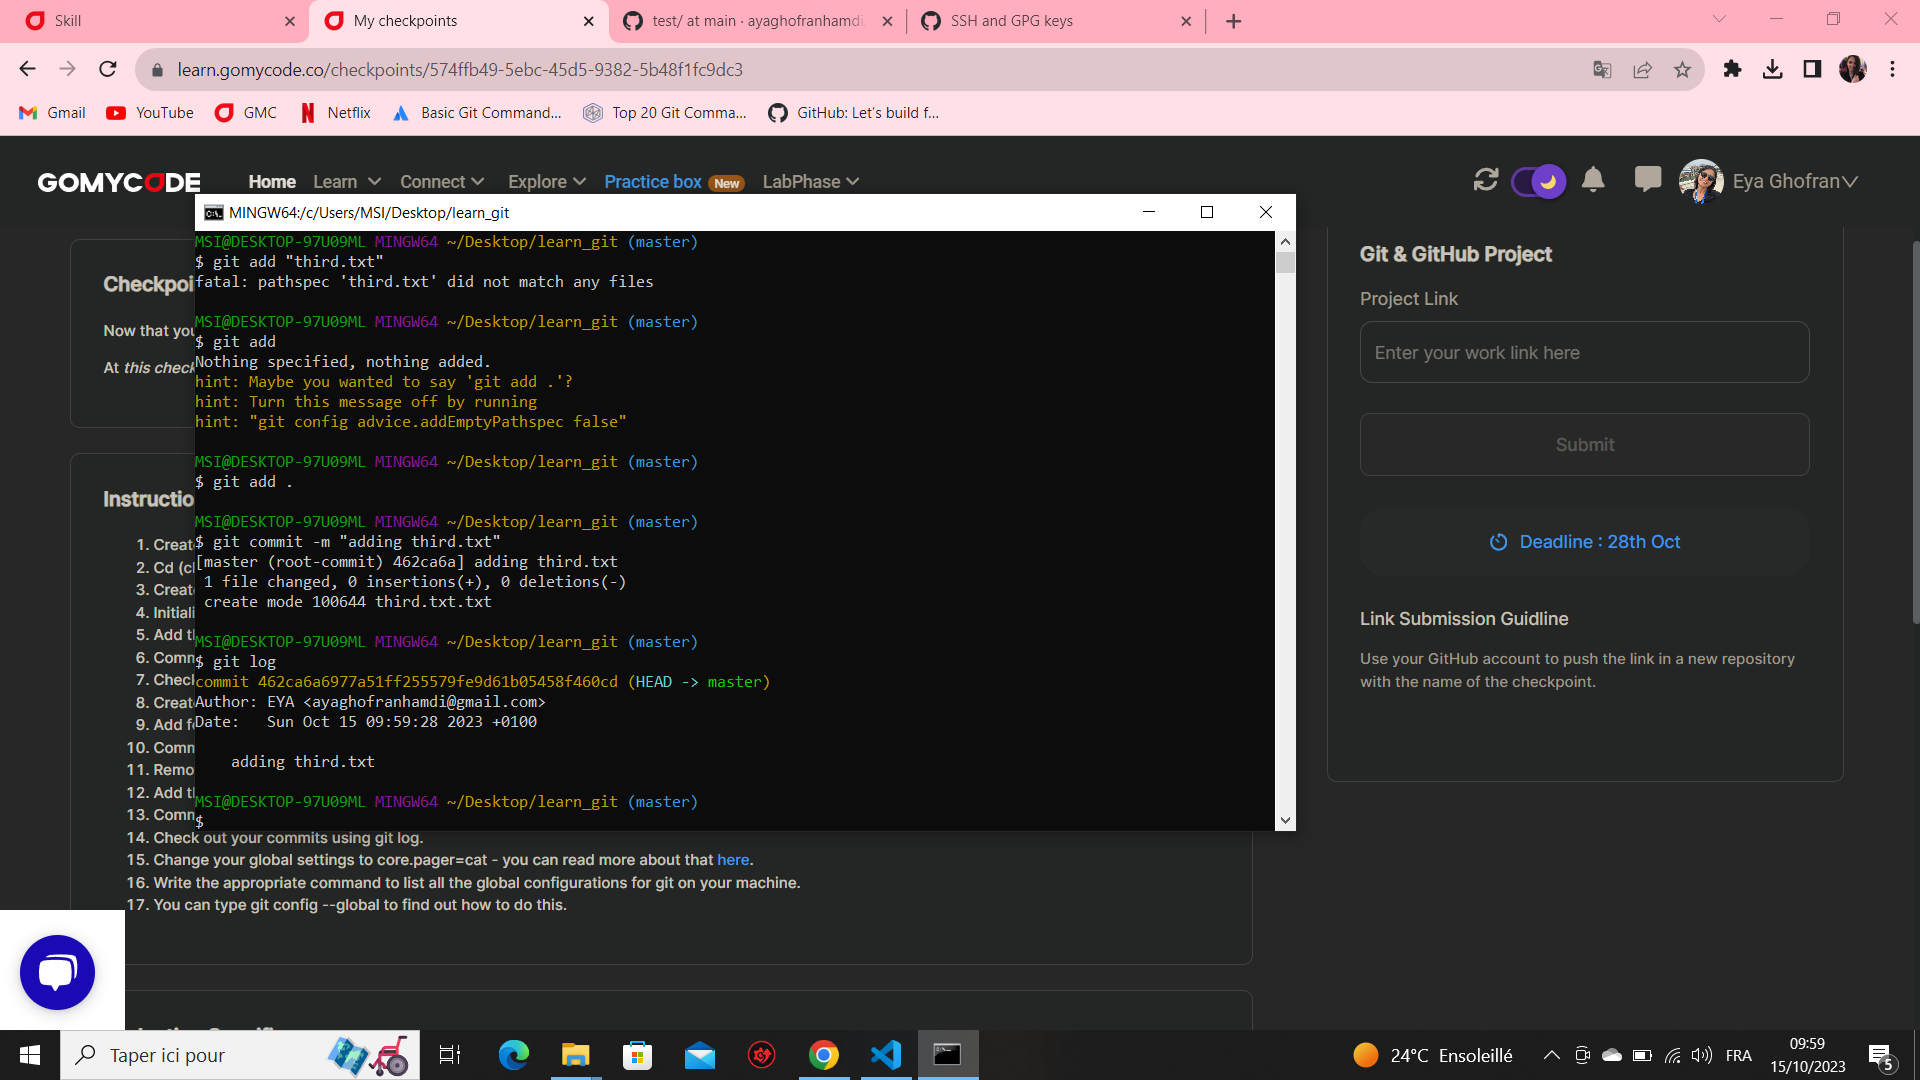 Skill
My checkpoints
test/ at main · ayaghofranhamdi
SSH and GPG keys
learn.gomycode.co/checkpoints/574ffb49-5ebc-45d5-9382-5b48f1fc9dc3
Gmail
YouTube
GMC
Netflix
Basic Git Command...
Top 20 Git Comma...
GitHub: Let's build f...
GOMYCODE
Home
Learn
Connect
Explore
Practice box New
LabPhase
Eya Ghofran
MINGW64:/c/Users/MSI/Desktop/learn_git
MSI@DESKTOP-97U09ML MINGW64 ~/Desktop/learn_git (master)
$ git add "third.txt"
fatal: pathspec 'third.txt' did not match any files
MSI@DESKTOP-97U09ML MINGW64 ~/Desktop/learn_git (master)
$ git add
Nothing specified, nothing added.
hint: Maybe you wanted to say 'git add .'?
hint: Turn this message off by running
hint: "git config advice.addEmptyPathspec false"
MSI@DESKTOP-97U09ML MINGW64 ~/Desktop/learn_git (master)
$ git add .
MSI@DESKTOP-97U09ML MINGW64 ~/Desktop/learn_git (master)
$ git commit -m "adding third.txt"
[master (root-commit) 462ca6a] adding third.txt
1 file changed, 0 insertions(+), 0 deletions(-)
create mode 100644 third.txt.txt
MSI@DESKTOP-97U09ML MINGW64 ~/Desktop/learn_git (master)
$ git log
commit 462ca6a6977a51ff255579fe9d61b05458f460cd (HEAD -> master)
Author: EYA <ayaghofranhamdi@gmail.com>
Date:   Sun Oct 15 09:59:28 2023 +0100
adding third.txt
MSI@DESKTOP-97U09ML MINGW64 ~/Desktop/learn_git (master)
$
Checkpoi
Now that you
At this check
Instructio
1. Creat
2. Cd (c
3. Creat
4. Initiali
5. Add t
6. Comm
7. Chec
8. Creat
9. Add f
10. Comm
11. Remo
12. Add t
13. Comm
14. Check out your commits using git log.
15. Change your global settings to core.pager=cat - you can read more about that here.
16. Write the appropriate command to list all the global configurations for git on your machine.
17. You can type git config --global to find out how to do this.
Git & GitHub Project
Project Link
Enter your work link here
Submit
Deadline : 28th Oct
Link Submission Guidline
Use your GitHub account to push the link in a new repository
with the name of the checkpoint.
Taper ici pour
24°C Ensoleillé
FRA
09:59
15/10/2023
5